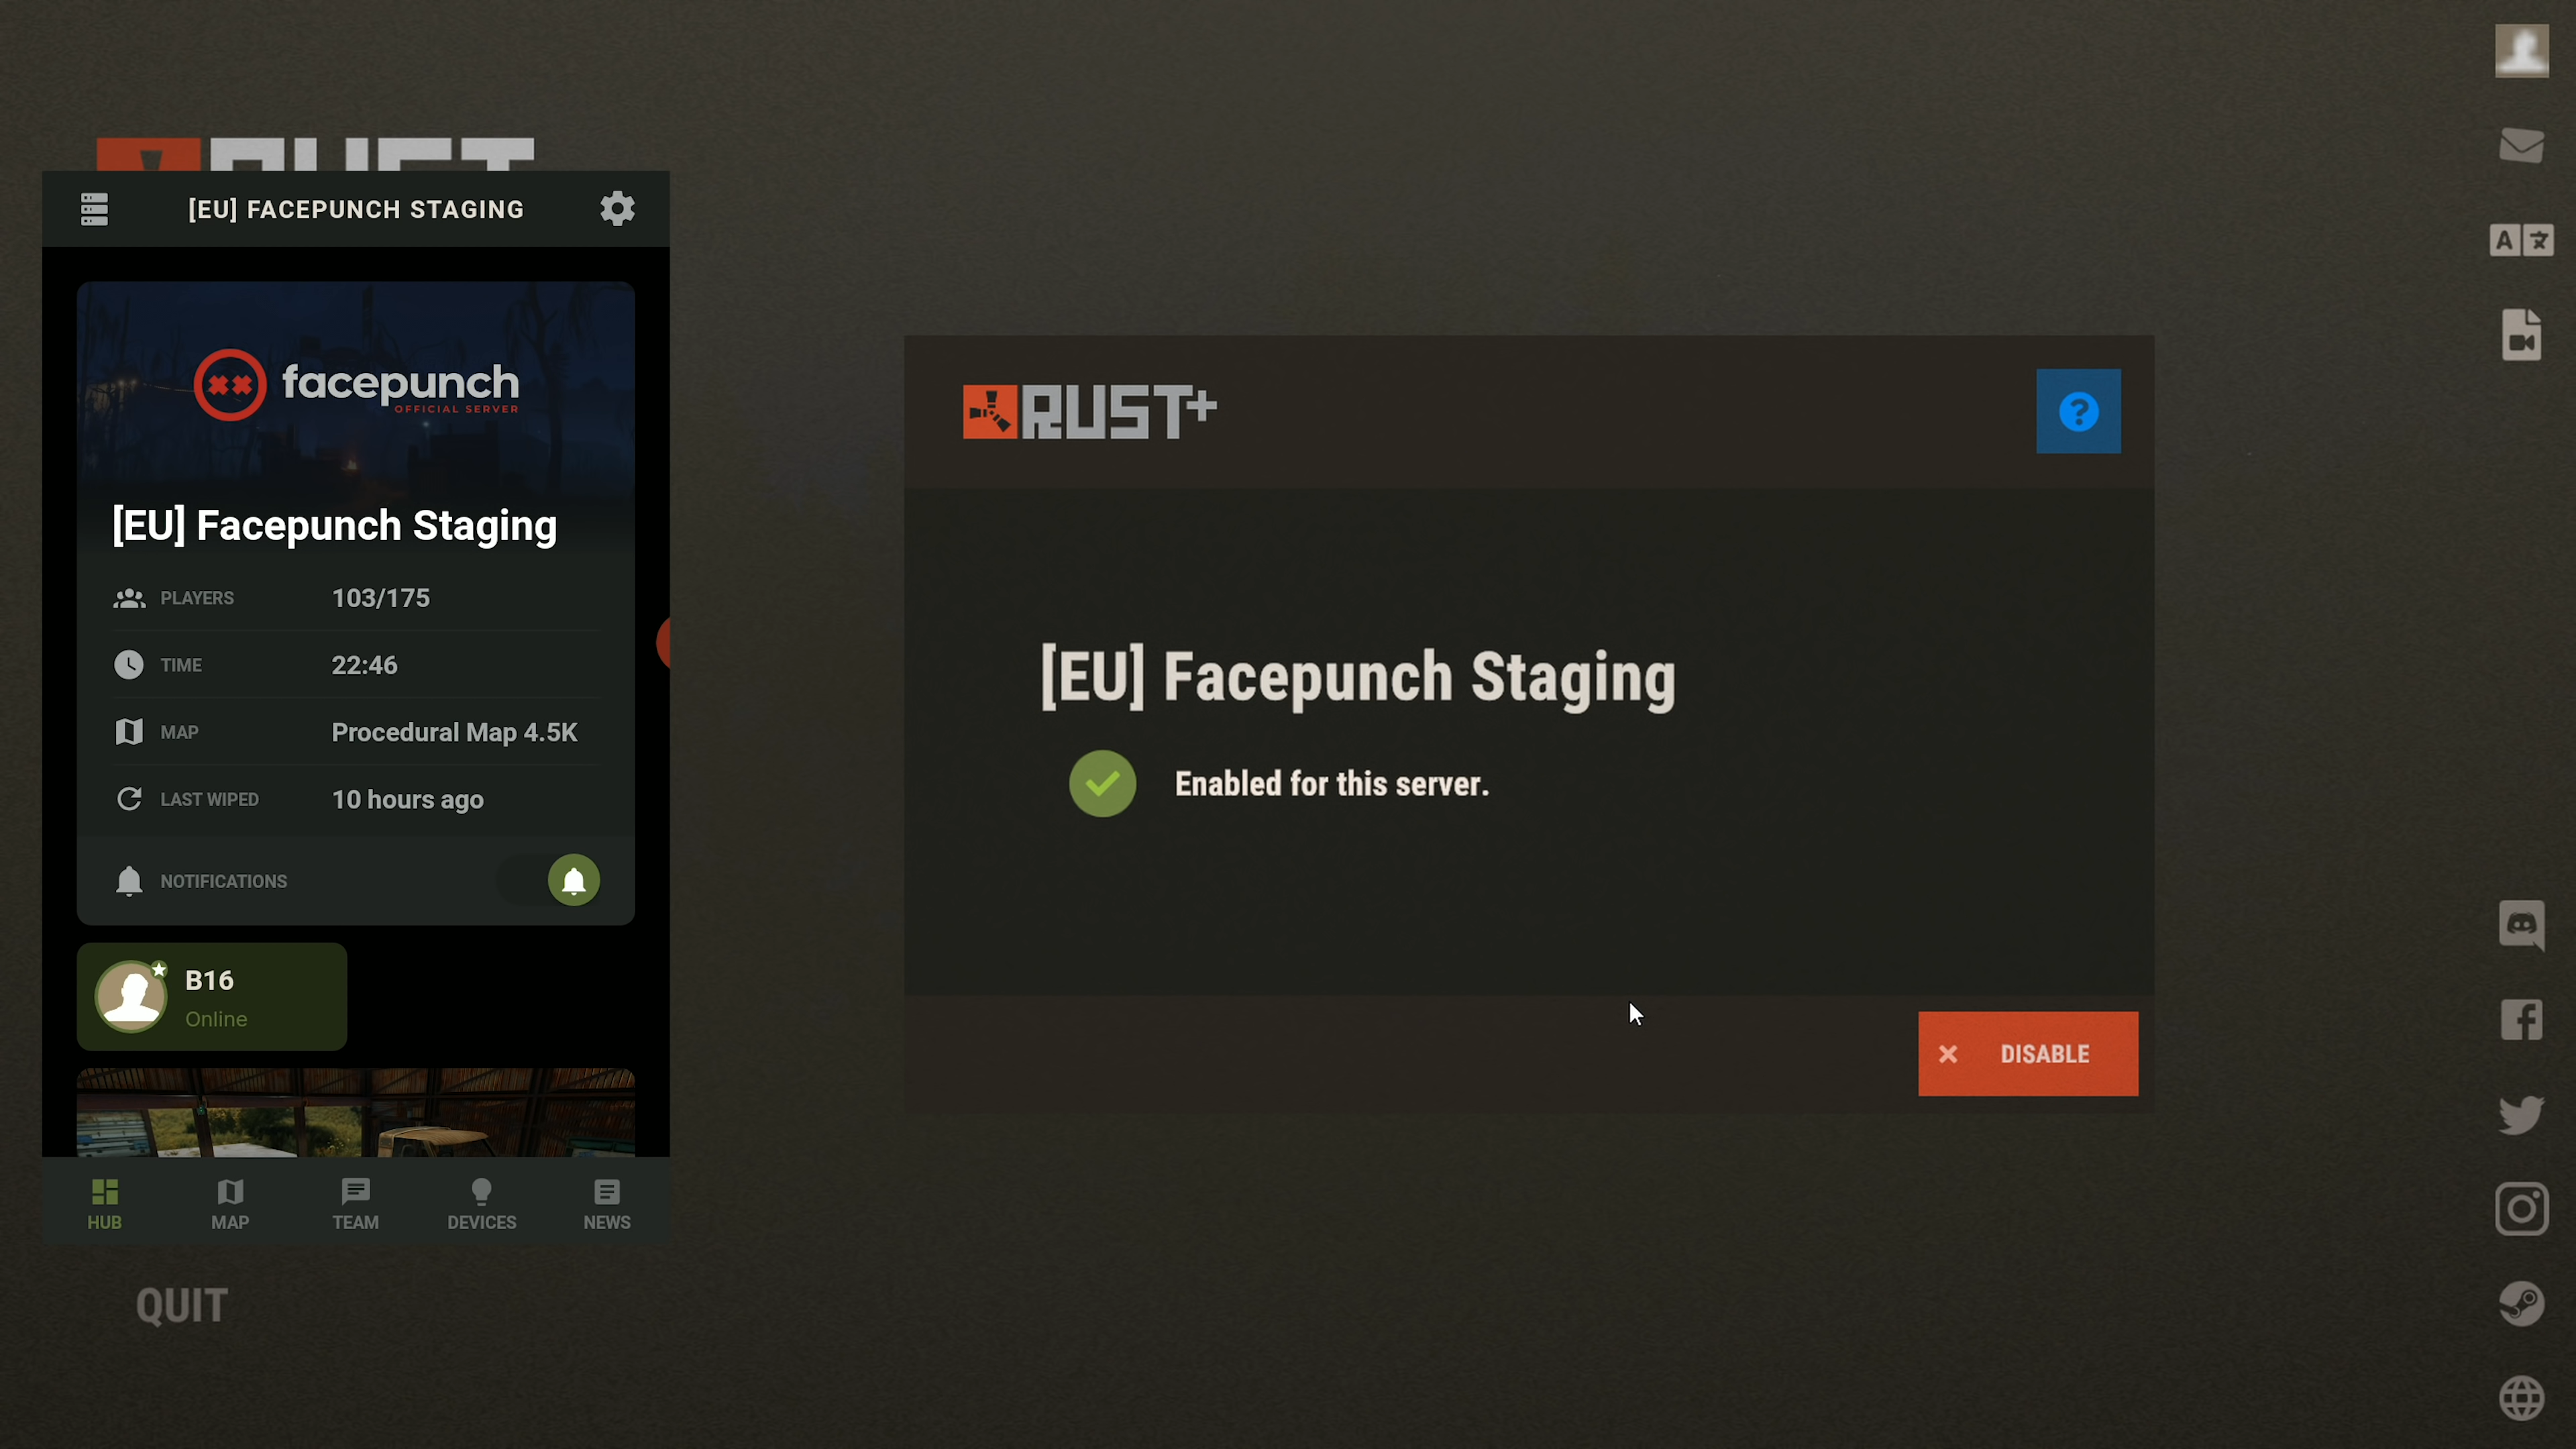 RUST
[EU] FACEPUNCH STAGING
facepunch
OFFICIAL SERVER
[EU] Facepunch Staging
PLAYERS 103/175
TIME 22:46
MAP Procedural Map 4.5K
LAST WIPED 10 hours ago
NOTIFICATIONS
B16
Online
HUB MAP TEAM DEVICES NEWS
QUIT
RUST+
?
[EU] Facepunch Staging
Enabled for this server.
DISABLE
A 文